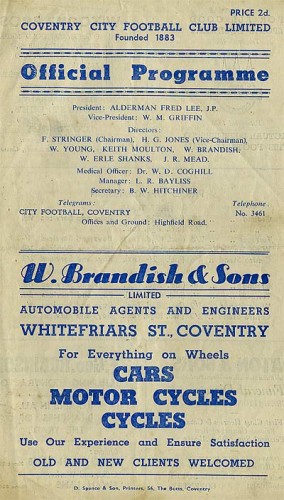 PRICE 2d.
COVENTRY CITY FOOTBALL CLUB LIMITED
Founded 1883
Official Programme
President: ALDERMAN FRED LEE, J.P.
Vice-President: W. M. GRIFFIN
Directors:
F. STRINGER (Chairman), H. G. JONES (Vice-Chairman),
W. YOUNG, KEITH MOULTON, W. BRANDISH,
W. ERLE SHANKS, J. R. MEAD.
Medical Officer: Dr. W. D. COGHILL
Manager: L. R. BAYLISS
Secretary: B. W. HITCHINER
Telegrams: Telephone:
CITY FOOTBALL, COVENTRY No. 3461
Offices and Ground: Highfield Road.
W. Brandish & Sons
LIMITED
AUTOMOBILE AGENTS AND ENGINEERS
WHITEFRIARS ST., COVENTRY
For Everything on Wheels
CARS
MOTOR CYCLES
CYCLES
Use Our Experience and Ensure Satisfaction
OLD AND NEW CLIENTS WELCOMED
D. Spence & Son, Printers, 56, The Burges, Coventry